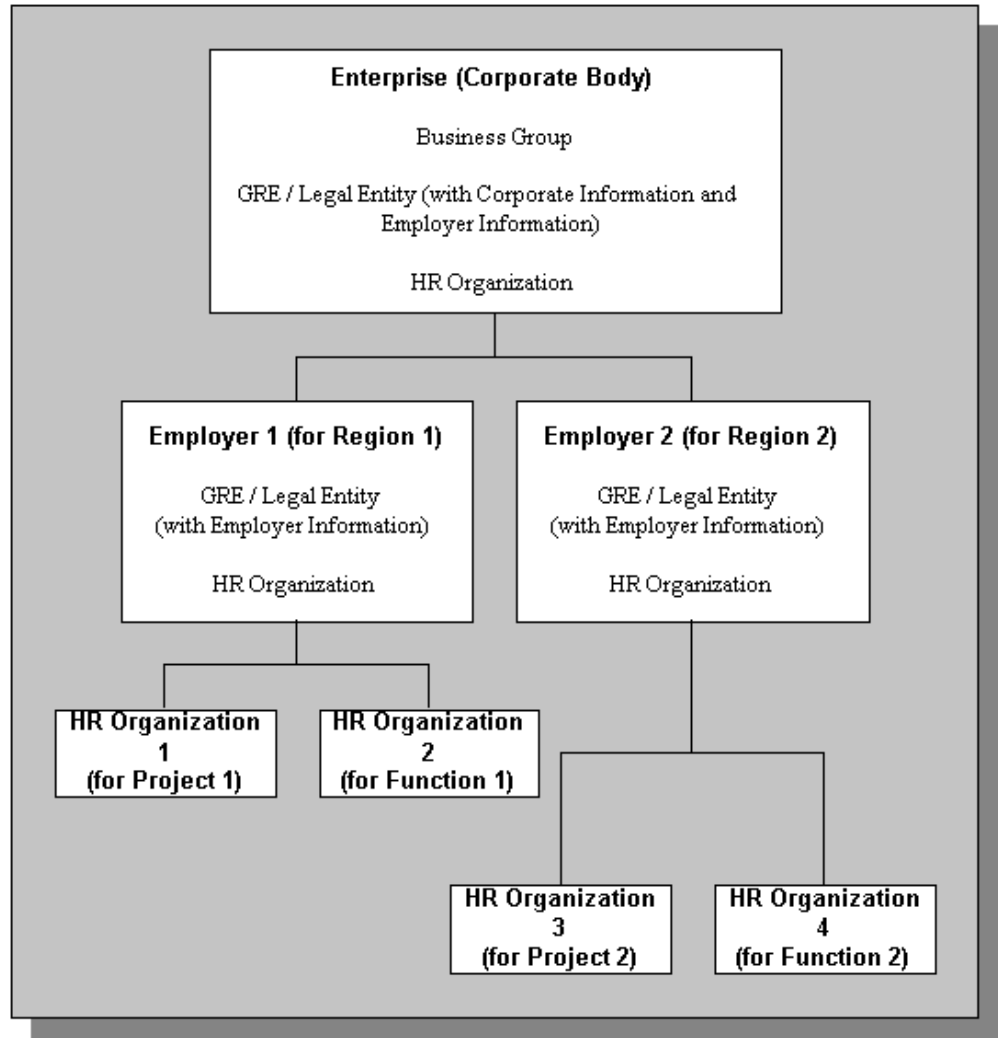 Enterprise (Corporate Body)
Business Group
GRE / Legal Entity (with Corporate Information and
Employer Information)
HR Organization
Employer 1 (for Region 1)
GRE / Legal Entity
(with Employer Information)
HR Organization
Employer 2 (for Region 2)
GRE / Legal Entity
(with Employer Information)
HR Organization
HR Organization
1
(for Project 1)
HR Organization
2
(for Function 1)
HR Organization
3
(for Project 2)
HR Organization
4
(for Function 2)